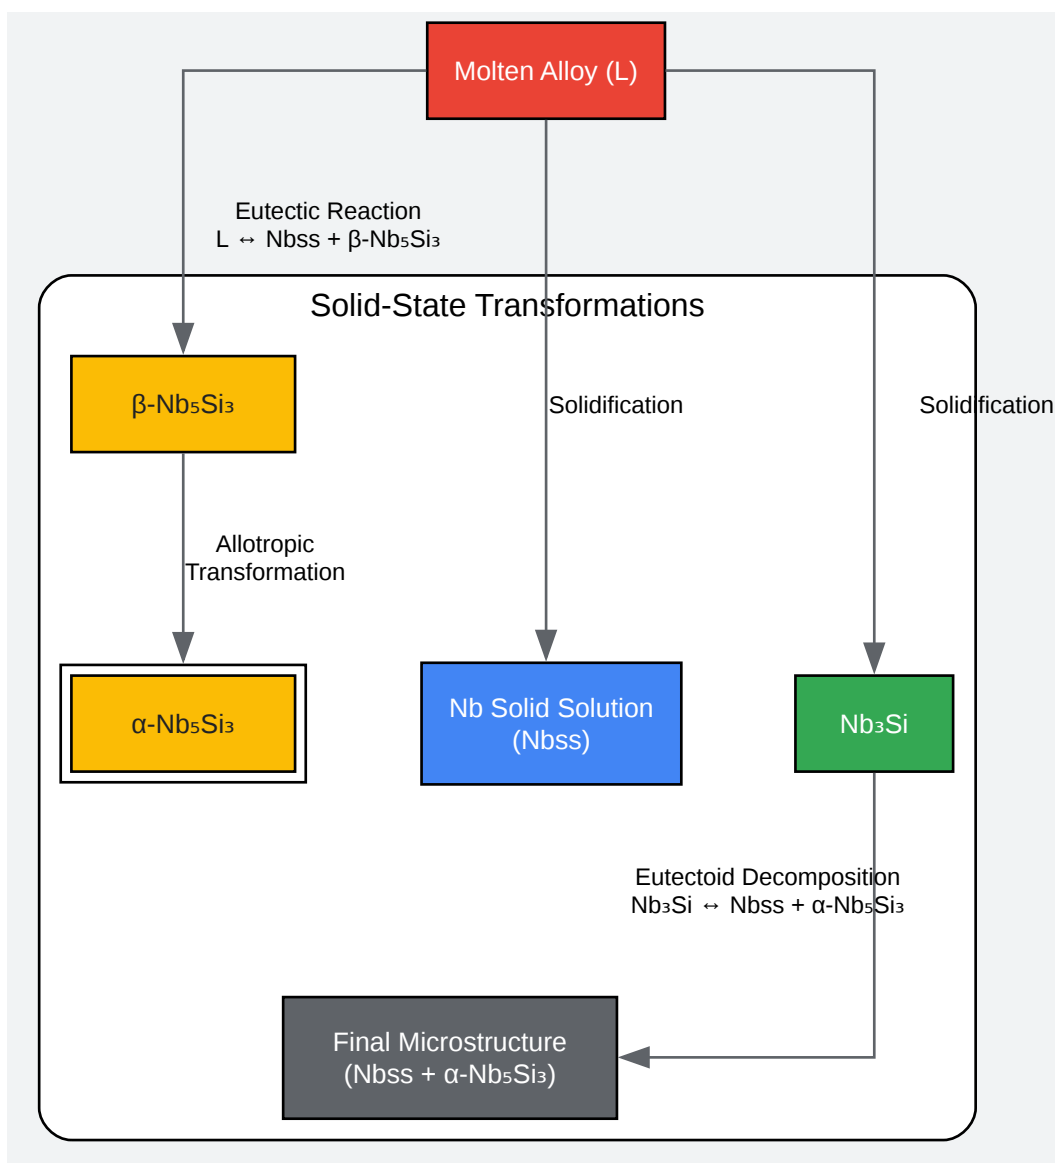 Molten Alloy (L)
Eutectic Reaction
L ↔ Nbss + β-Nb₅Si₃
Solid-State Transformations
β-Nb₅Si₃
Solidification
Solidification
Allotropic
Transformation
α-Nb₅Si₃
Nb Solid Solution
(Nbss)
Nb₃Si
Eutectoid Decomposition
Nb₃Si ↔ Nbss + α-Nb₅Si₃
Final Microstructure
(Nbss + α-Nb₅Si₃)